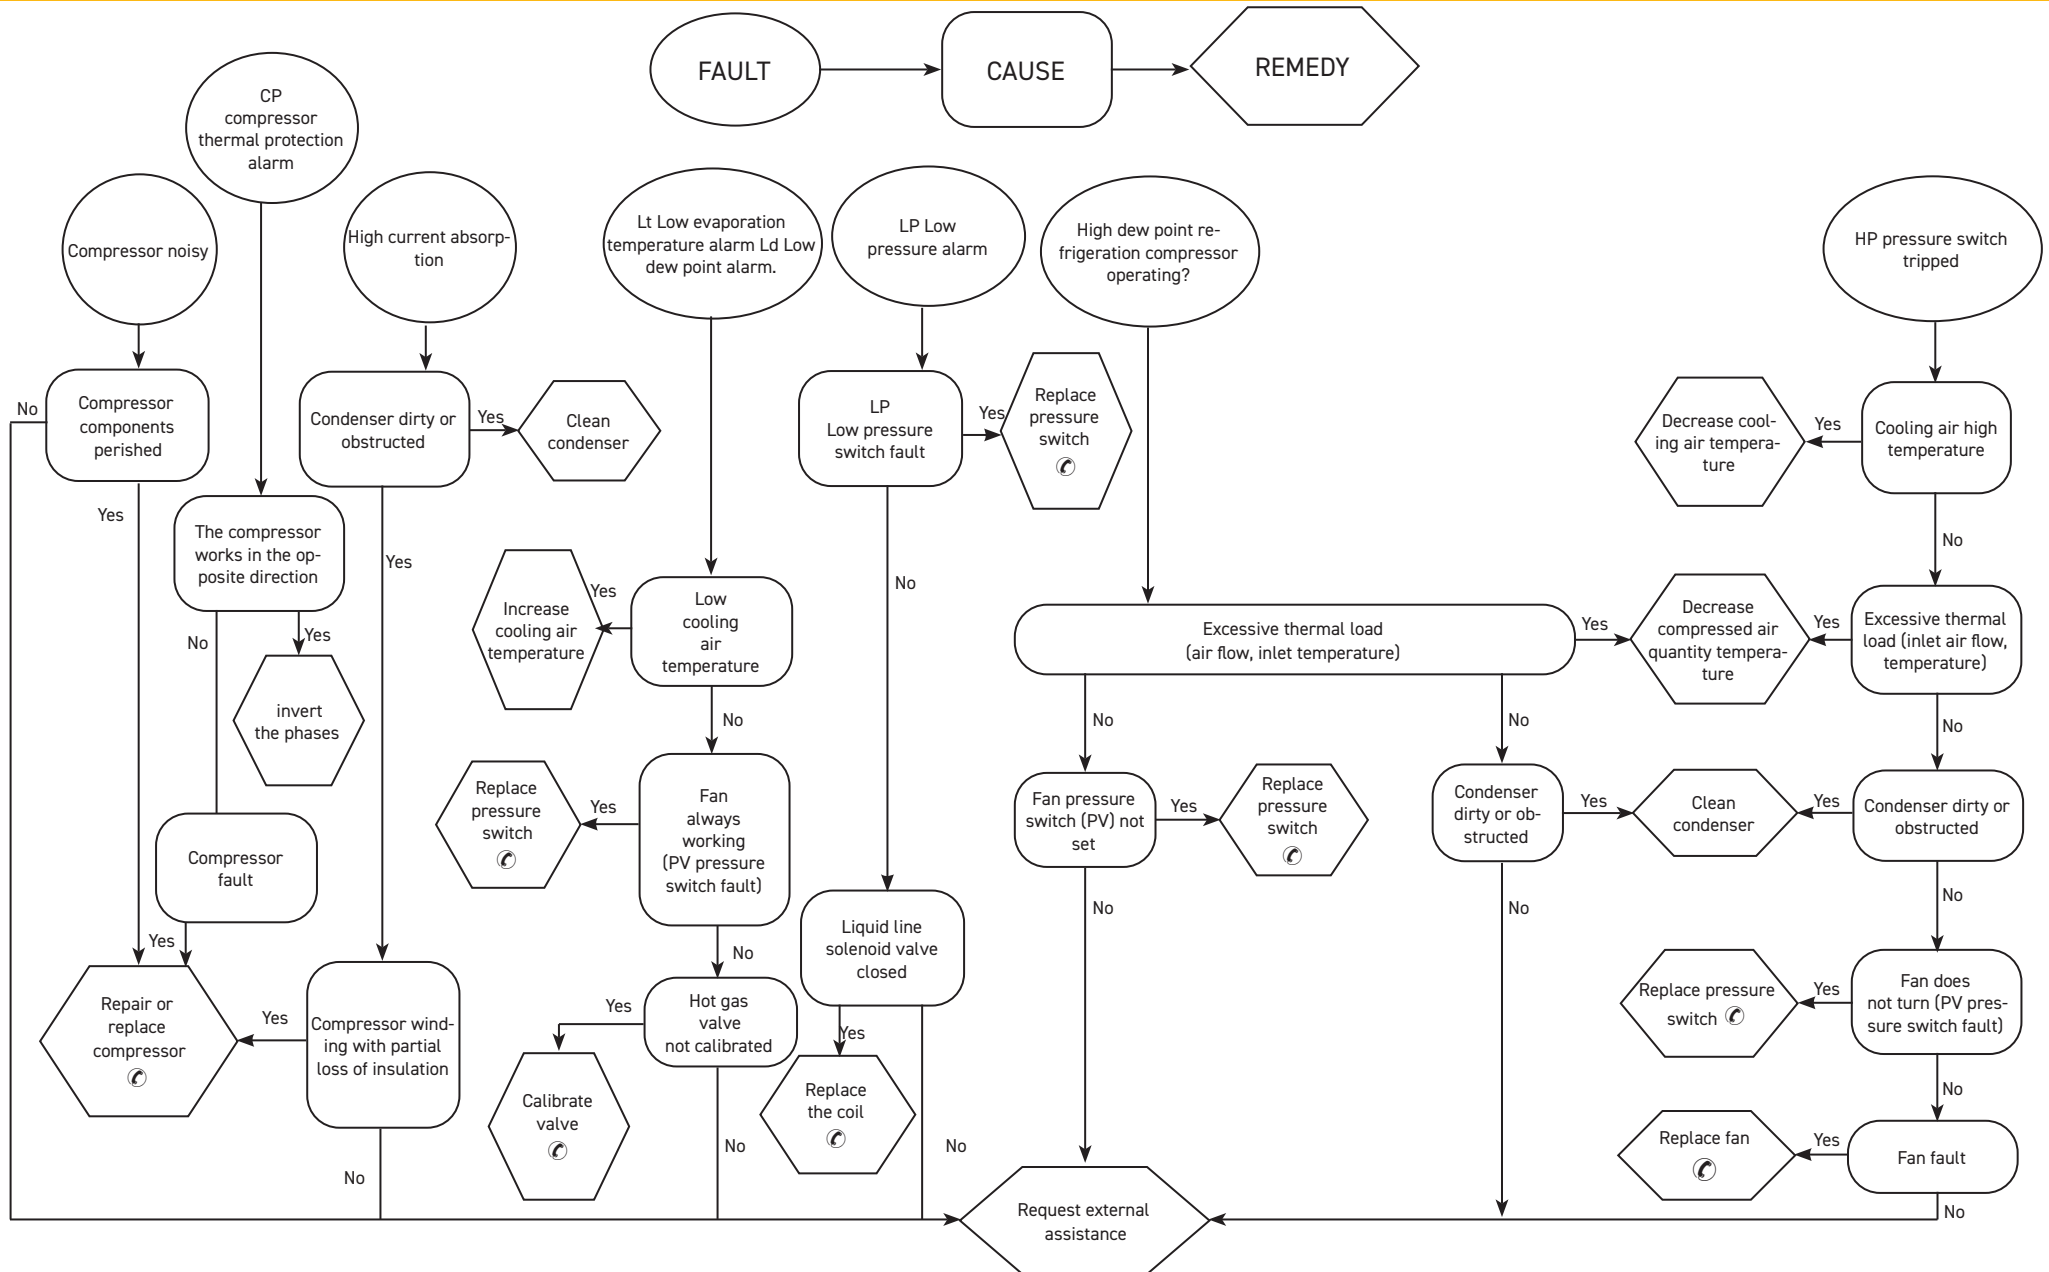 FAULT
CAUSE
REMEDY
CP
compressor
thermal protection
alarm
Compressor noisy
High current absorp-
tion
Lt Low evaporation
temperature alarm Ld Low
dew point alarm.
LP Low
pressure alarm
High dew point re-
frigeration compressor
operating?
HP pressure switch
tripped
No
Compressor
components
perished
Yes
Condenser dirty or
obstructed
Yes
Clean
condenser
Yes
LP
Low pressure
switch fault
Yes
Replace
pressure
switch
No
Decrease cool-
ing air tempera-
ture
Yes
Cooling air high
temperature
No
The compressor
works in the op-
posite direction
No
Yes
invert
the phases
Compressor
fault
Yes
Repair or
replace
compressor
Yes
Compressor wind-
ing with partial
loss of insulation
No
Increase
cooling air
temperature
Yes
Low
cooling
air
temperature
No
Replace
pressure
switch
Yes
Fan
always
working
(PV pressure
switch fault)
No
Yes
Hot gas
valve
not calibrated
Calibrate
valve
No
Liquid line
solenoid valve
closed
Yes
Replace
the coil
No
Excessive thermal load
(air flow, inlet temperature)
Yes
Decrease
compressed air
quantity tempera-
ture
Yes
Excessive thermal
load (inlet air flow,
temperature)
No
No
No
Fan pressure
switch (PV) not
set
Yes
Replace
pressure
switch
No
Condenser
dirty or ob-
structed
Yes
Clean
condenser
Yes
Condenser dirty or
obstructed
No
No
Replace pressure
switch
Yes
Fan does
not turn (PV pres-
sure switch fault)
No
Replace fan
Yes
Fan fault
No
Request external
assistance